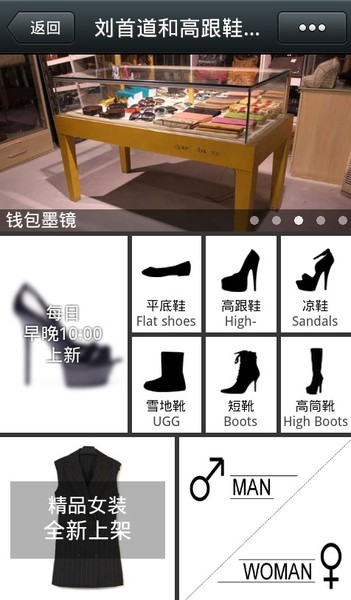 返回
刘首道和高跟鞋...
钱包墨镜
每日
早晚10:00
上新
平底鞋
Flat shoes
高跟鞋
High-
凉鞋
Sandals
雪地靴
UGG
短靴
Boots
高筒靴
High Boots
精品女装
全新上架
MAN
WOMAN